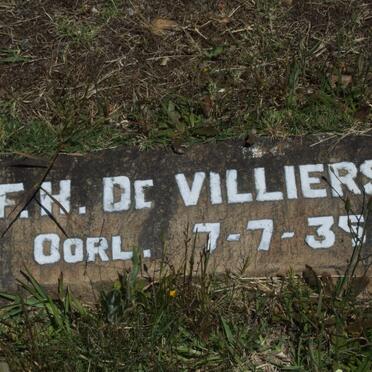 F.H. DE VILLIERS
OORL. 7-7-35